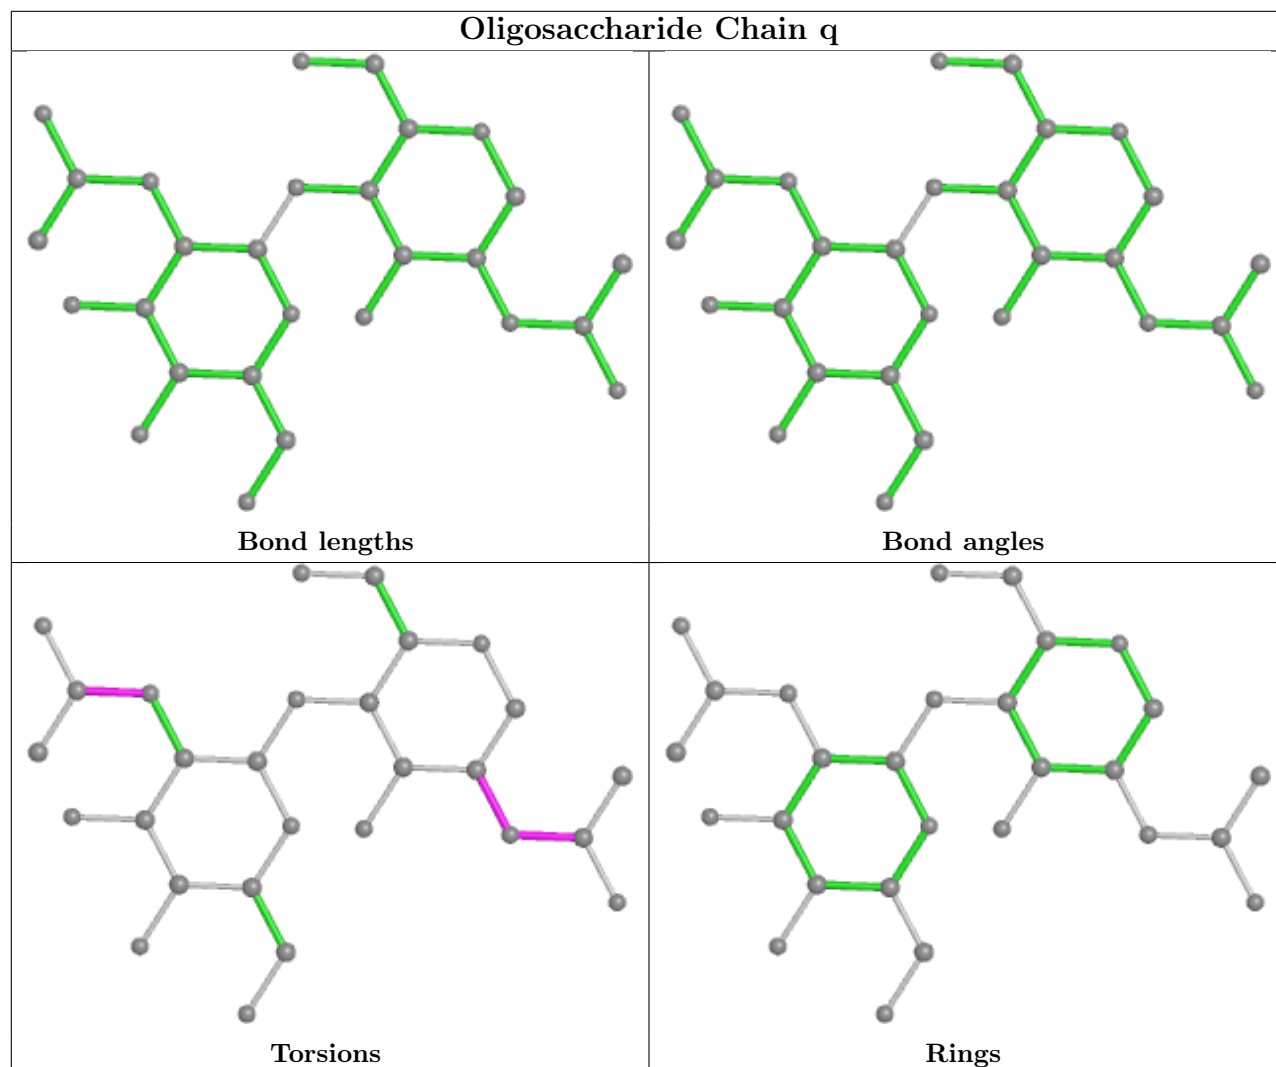 Oligosaccharide Chain q
Bond lengths
Bond angles
Torsions
Rings